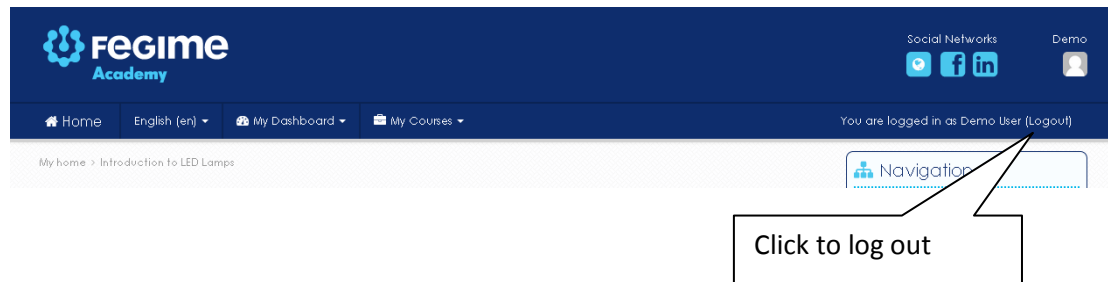 Fegime
Academy
Social Networks
Demo
Home English (en) My Dashboard My Courses
You are logged in as Demo User (Logout)
My home > Introduction to LED Lamps
Navigation
Click to log out